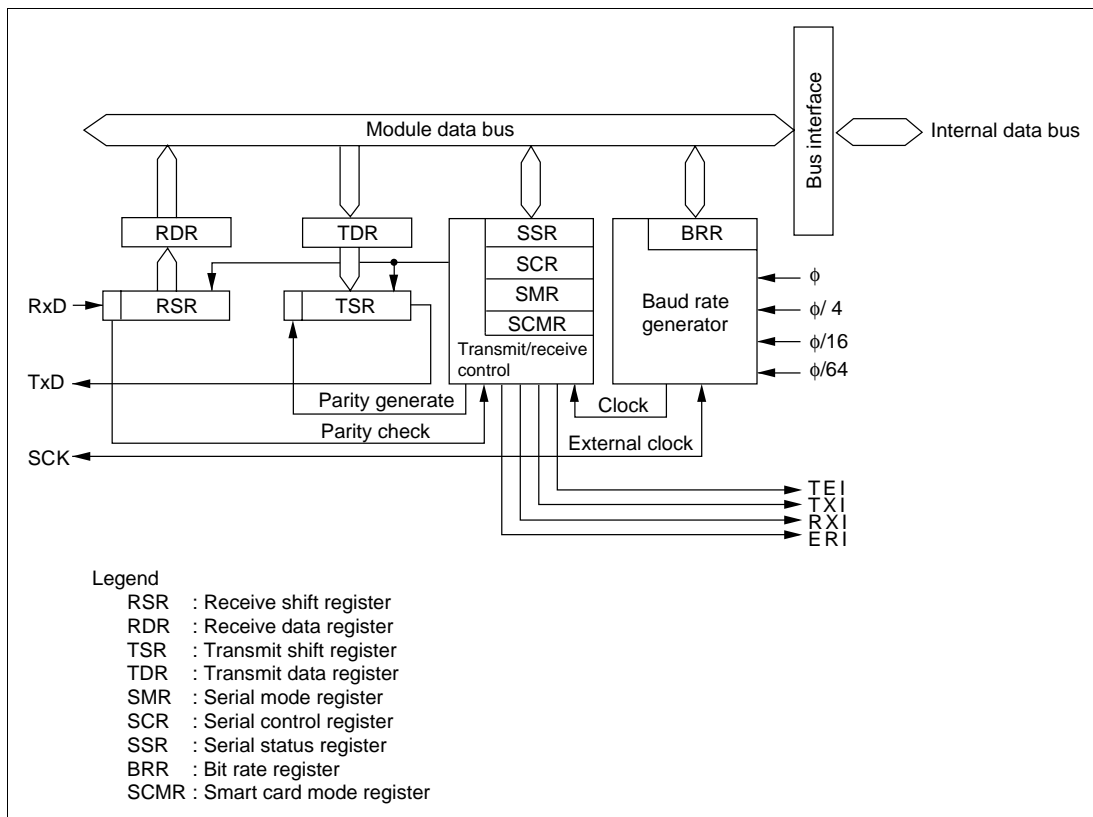 Bus interface
Module data bus
Internal data bus
RDR
TDR
SSR
BRR
SCR
SMR
SCMR
RxD
RSR
TSR
Baud rate
generator
Transmit/receive
control
ϕ
ϕ/ 4
ϕ/16
ϕ/64
TxD
Parity generate
Clock
Parity check
External clock
SCK
TEI
TXI
RXI
ERI
Legend
RSR : Receive shift register
RDR : Receive data register
TSR : Transmit shift register
TDR : Transmit data register
SMR : Serial mode register
SCR : Serial control register
SSR : Serial status register
BRR : Bit rate register
SCMR : Smart card mode register